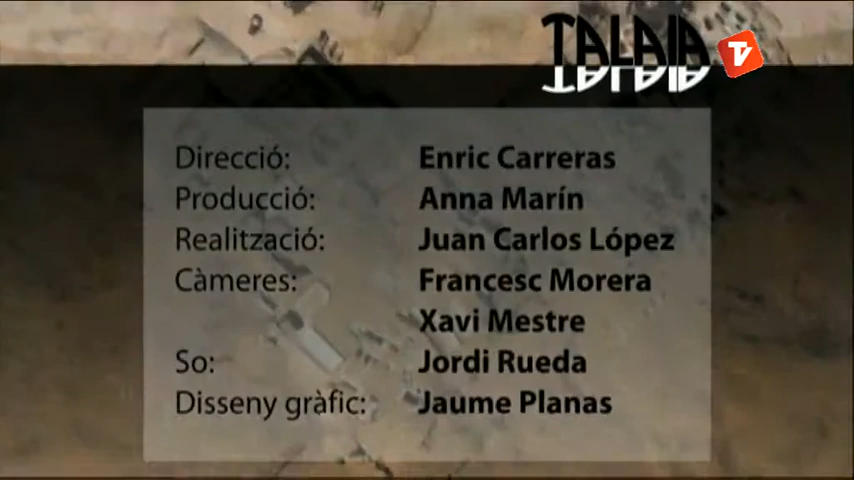 TALAIA
TV
Direcció: Enric Carreras
Producció: Anna Marín
Realització: Juan Carlos López
Càmeres: Francesc Morera
Xavi Mestre
So: Jordi Rueda
Disseny gràfic: Jaume Planas